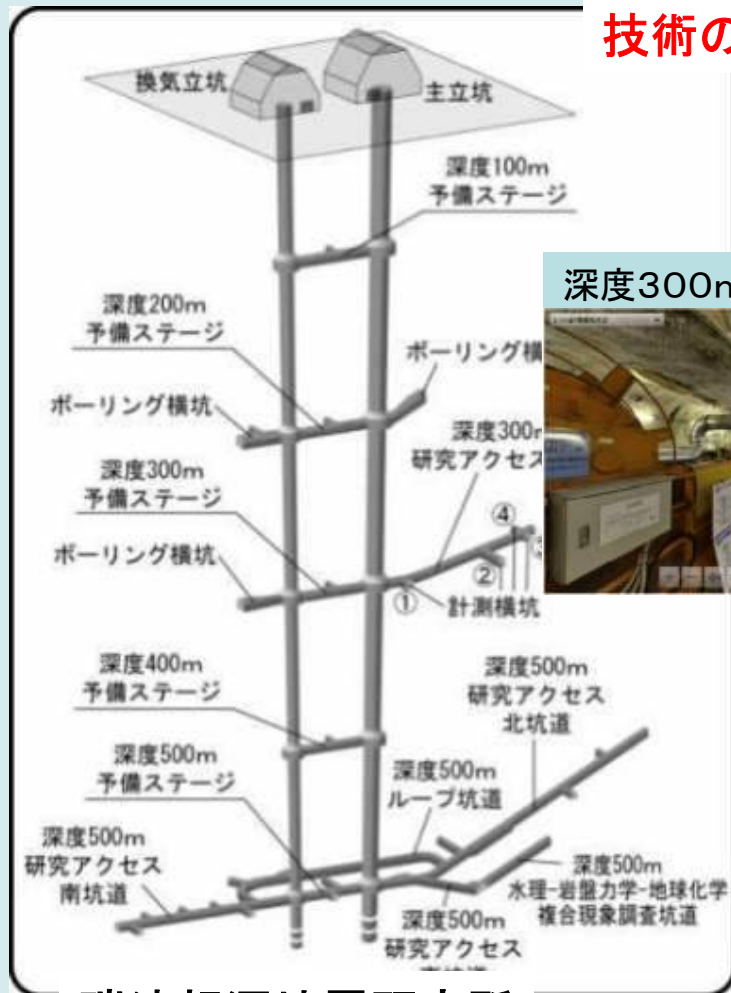 技術の
換気立坑
主立坑
深度100m
予備ステージ
深度200m
予備ステージ
ボーリング横
ボーリング横坑
深度300m
予備ステージ
深度300m
研究アクセス
深度300m
ボーリング横坑
①
②
④
計測横坑
深度400m
予備ステージ
深度500m
研究アクセス
北坑道
深度500m
予備ステージ
深度500m
ループ坑道
深度500m
研究アクセス
南坑道
深度500m
水理-岩盤力学-地球化学
複合現象調査坑道
深度500m
研究アクセス